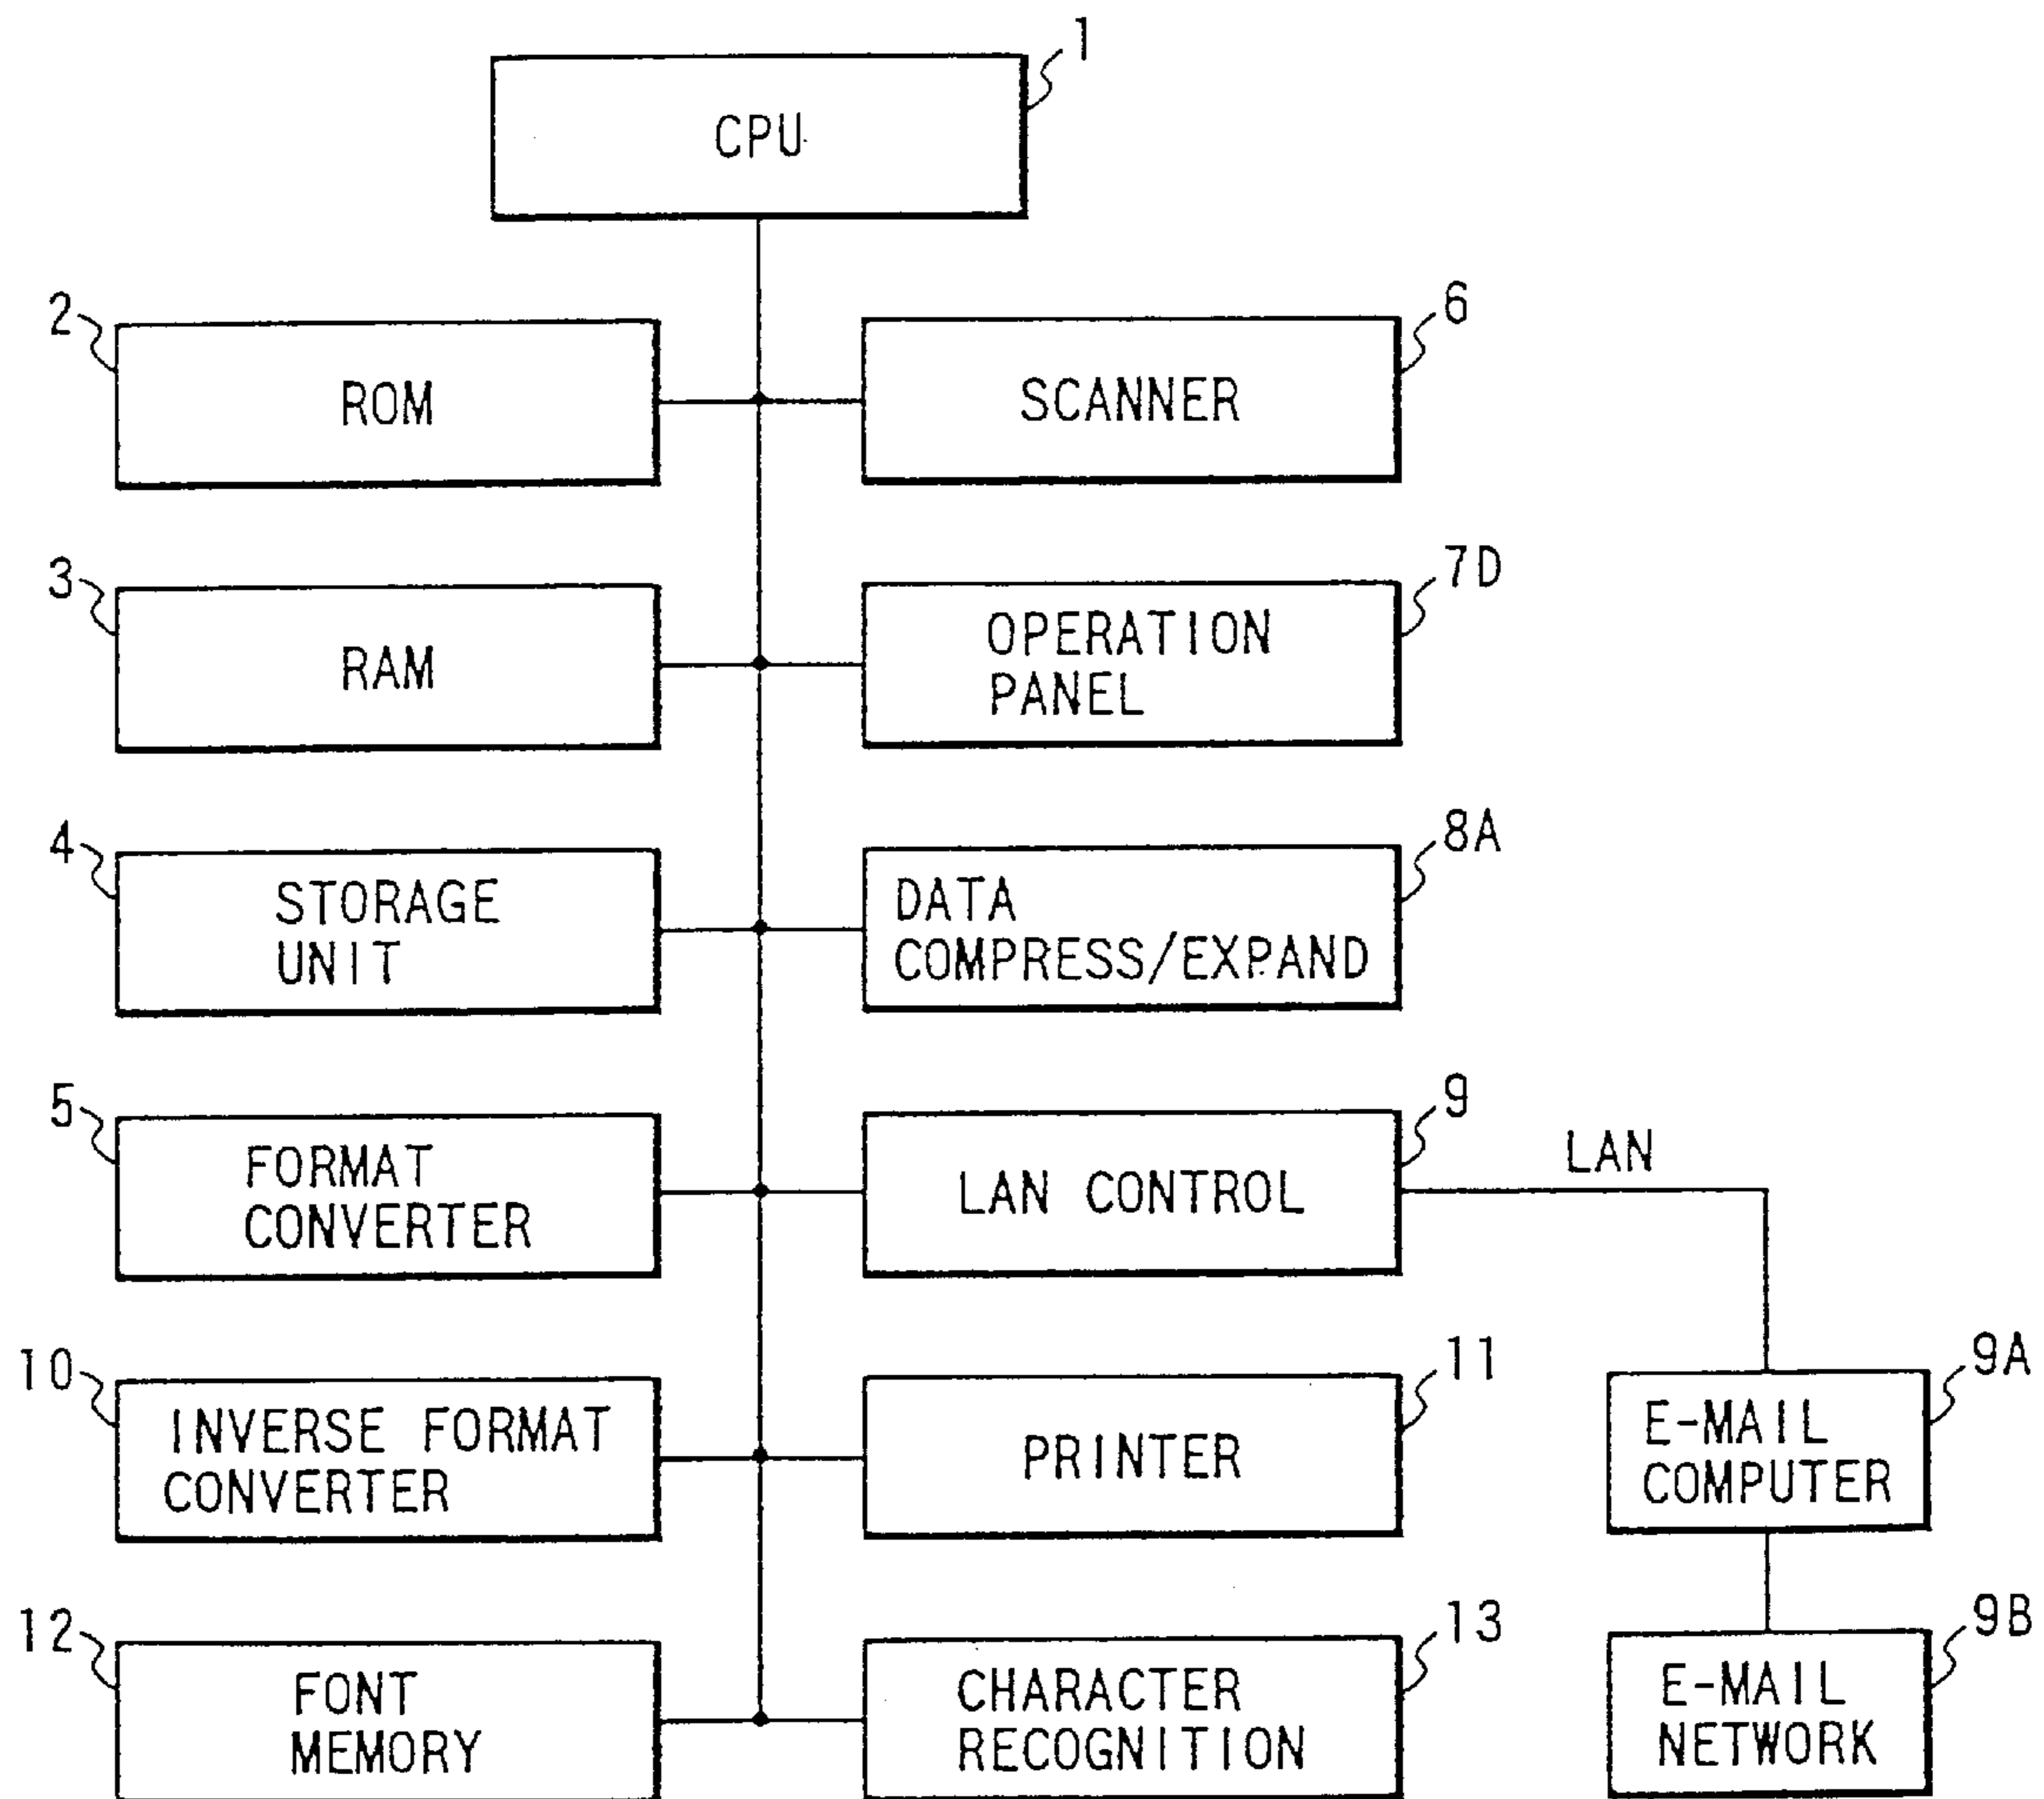 1
CPU
2
ROM
6
SCANNER
3
RAM
7D
OPERATION
PANEL
4
STORAGE
UNIT
8A
DATA
COMPRESS/EXPAND
5
FORMAT
CONVERTER
9
LAN CONTROL
LAN
10
INVERSE FORMAT
CONVERTER
11
PRINTER
9A
E-MAIL
COMPUTER
12
FONT
MEMORY
13
CHARACTER
RECOGNITION
9B
E-MAIL
NETWORK